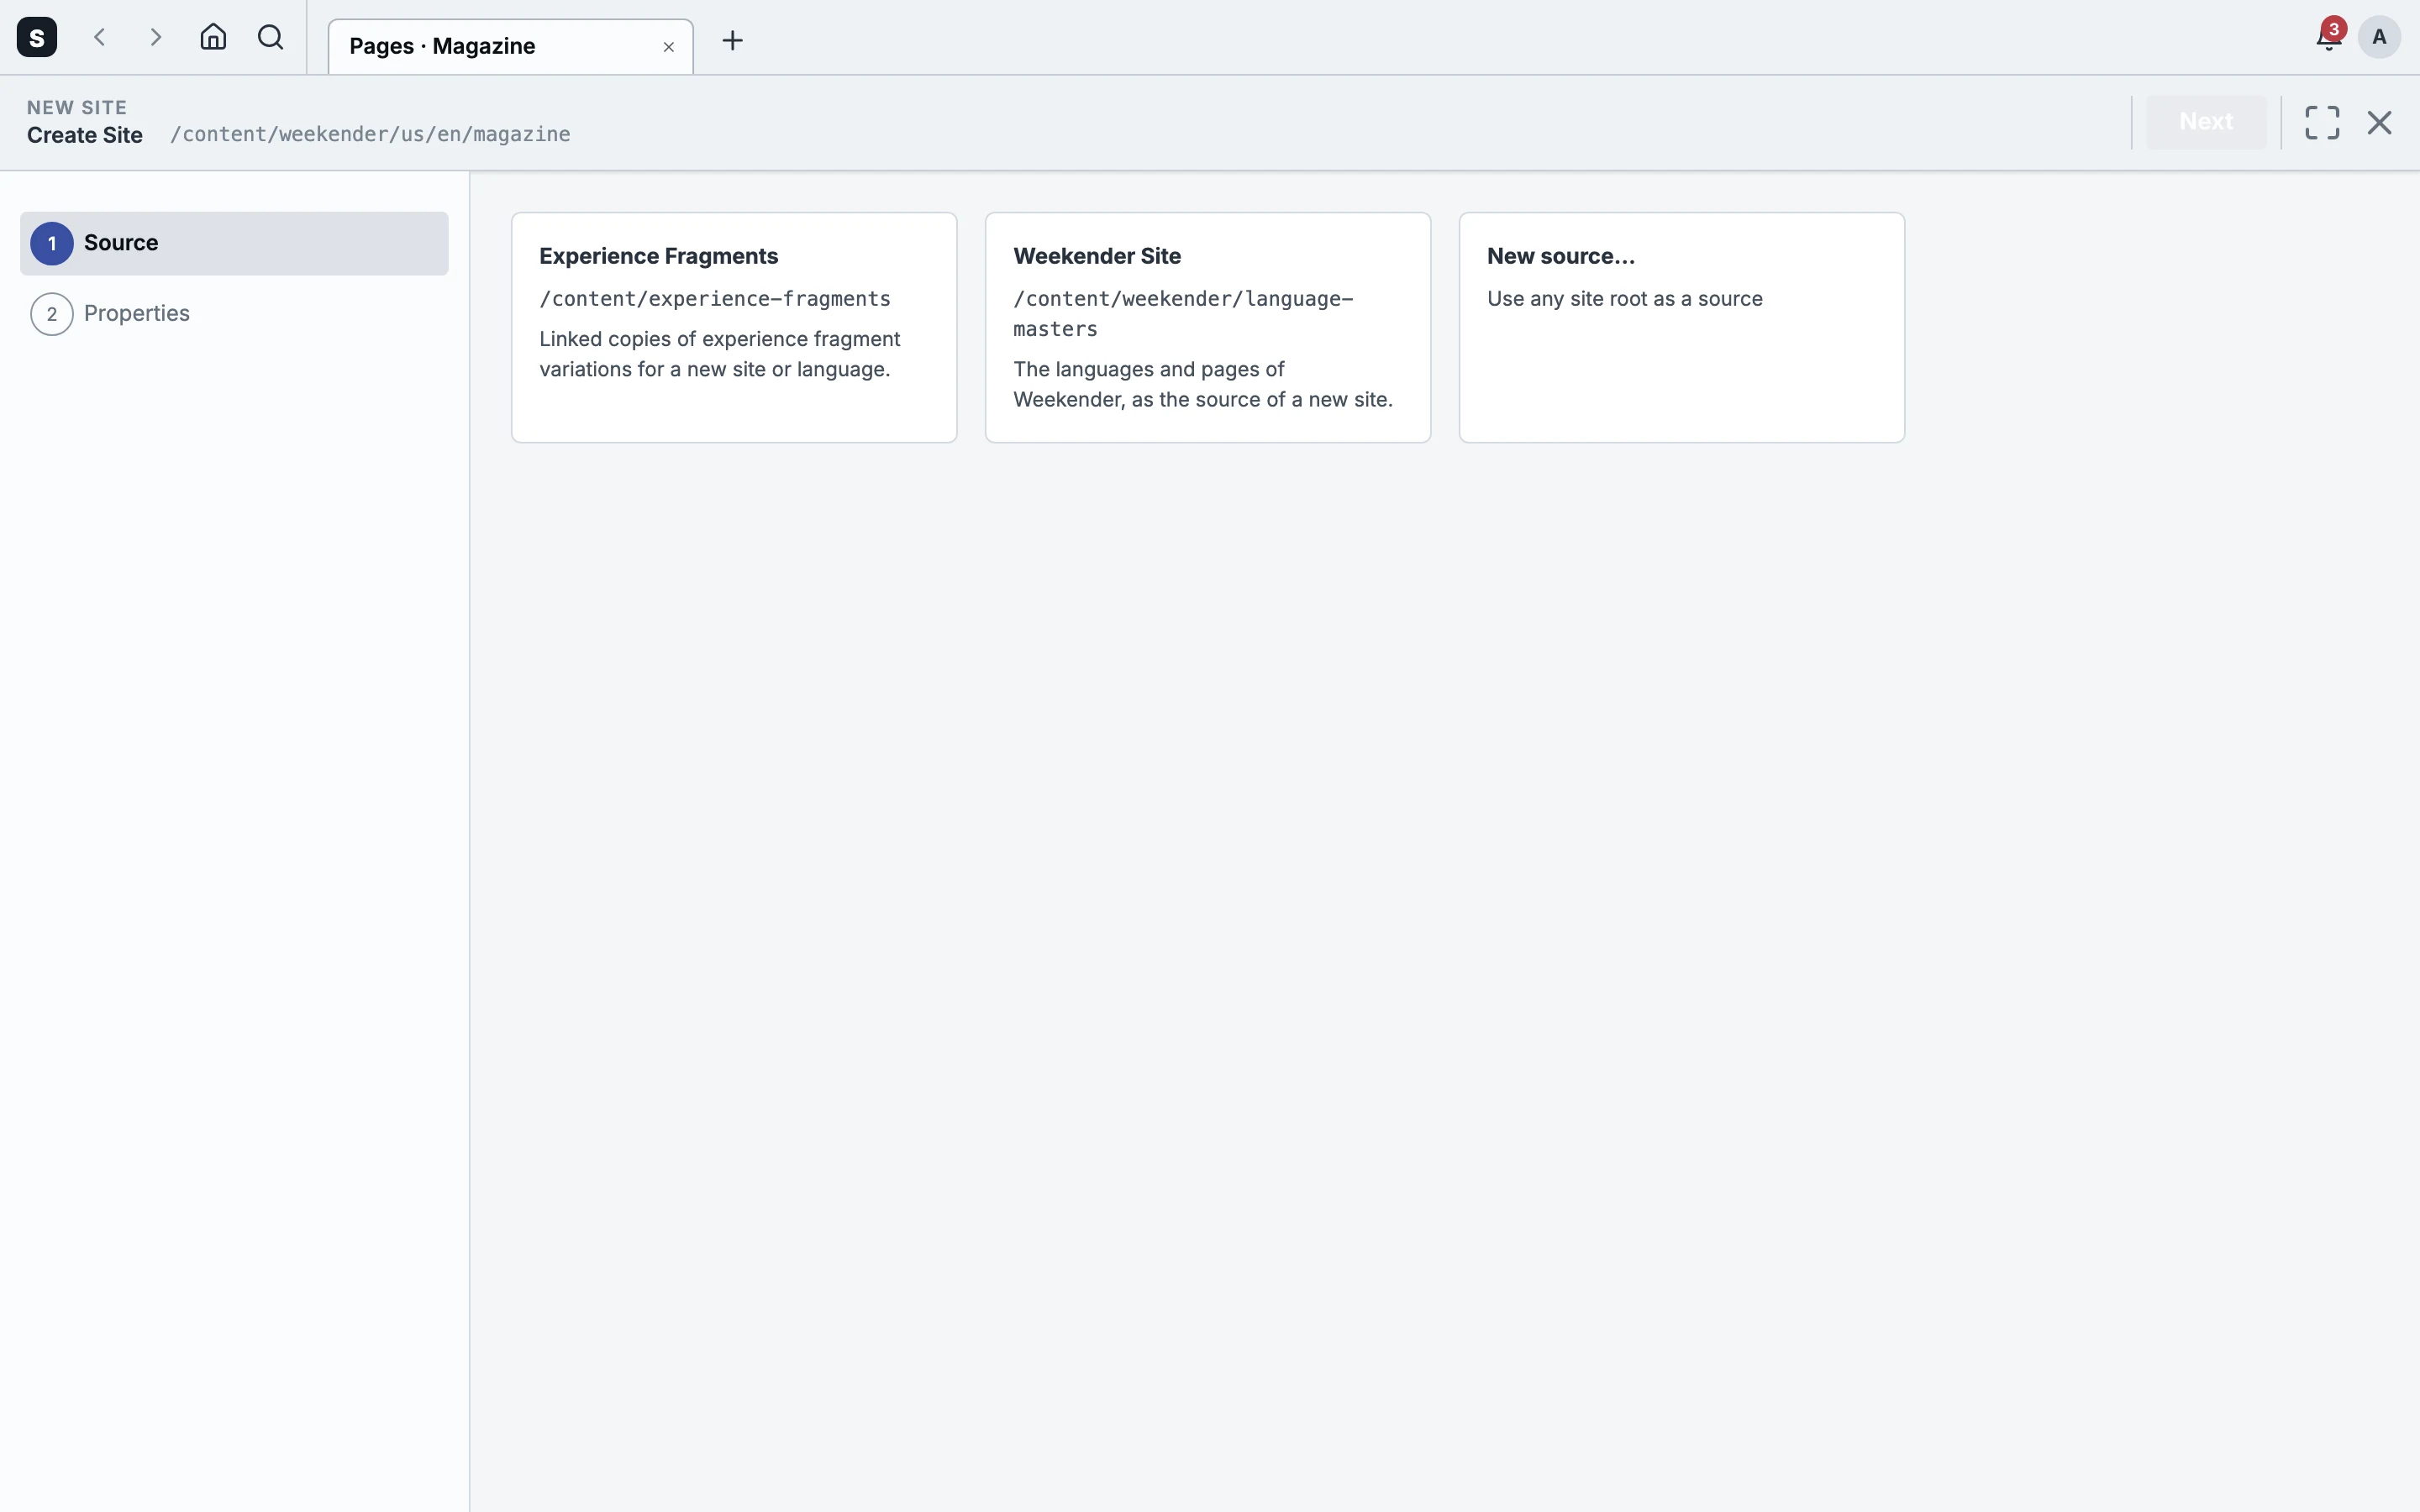 S
Pages · Magazine
3
A
NEW SITE
Create Site /content/weekender/us/en/magazine
Next
1 Source
2 Properties
Experience Fragments
/content/experience-fragments
Linked copies of experience fragment
variations for a new site or language.
Weekender Site
/content/weekender/language-
masters
The languages and pages of
Weekender, as the source of a new site.
New source...
Use any site root as a source